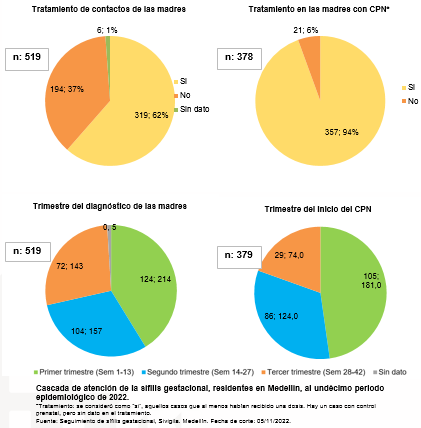 Tratamiento de contactos de las madres
6; 1%
n: 519
194; 37%
319; 62%
SI
No
Sin dato
Tratamiento en las madres con CPN*
21; 6%
n: 378
357; 94%
SI
No
Trimestre del diagnóstico de las madres
0; 5
n: 519
72; 143
124; 214
104; 157
Trimestre del inicio del CPN
n: 379
29; 74,0
105;
181,0
86; 124,0
Primer trimestre (Sem 1-13)
Segundo trimestre (Sem 14-27)
Tercer trimestre (Sem 28-42)
Sin dato
Cascada de atención de la sífilis gestacional, residentes en Medellín, al undécimo periodo
epidemiológico de 2022.
*Tratamiento: se consideró como "si", aquellos casos que al menos habían recibido una dosis. Hay un caso con control
prenatal, pero sin dato en el tratamiento.
Fuente: Seguimiento de sífilis gestacional, Sivigila. Medellín. Fecha de corte: 05/11/2022.